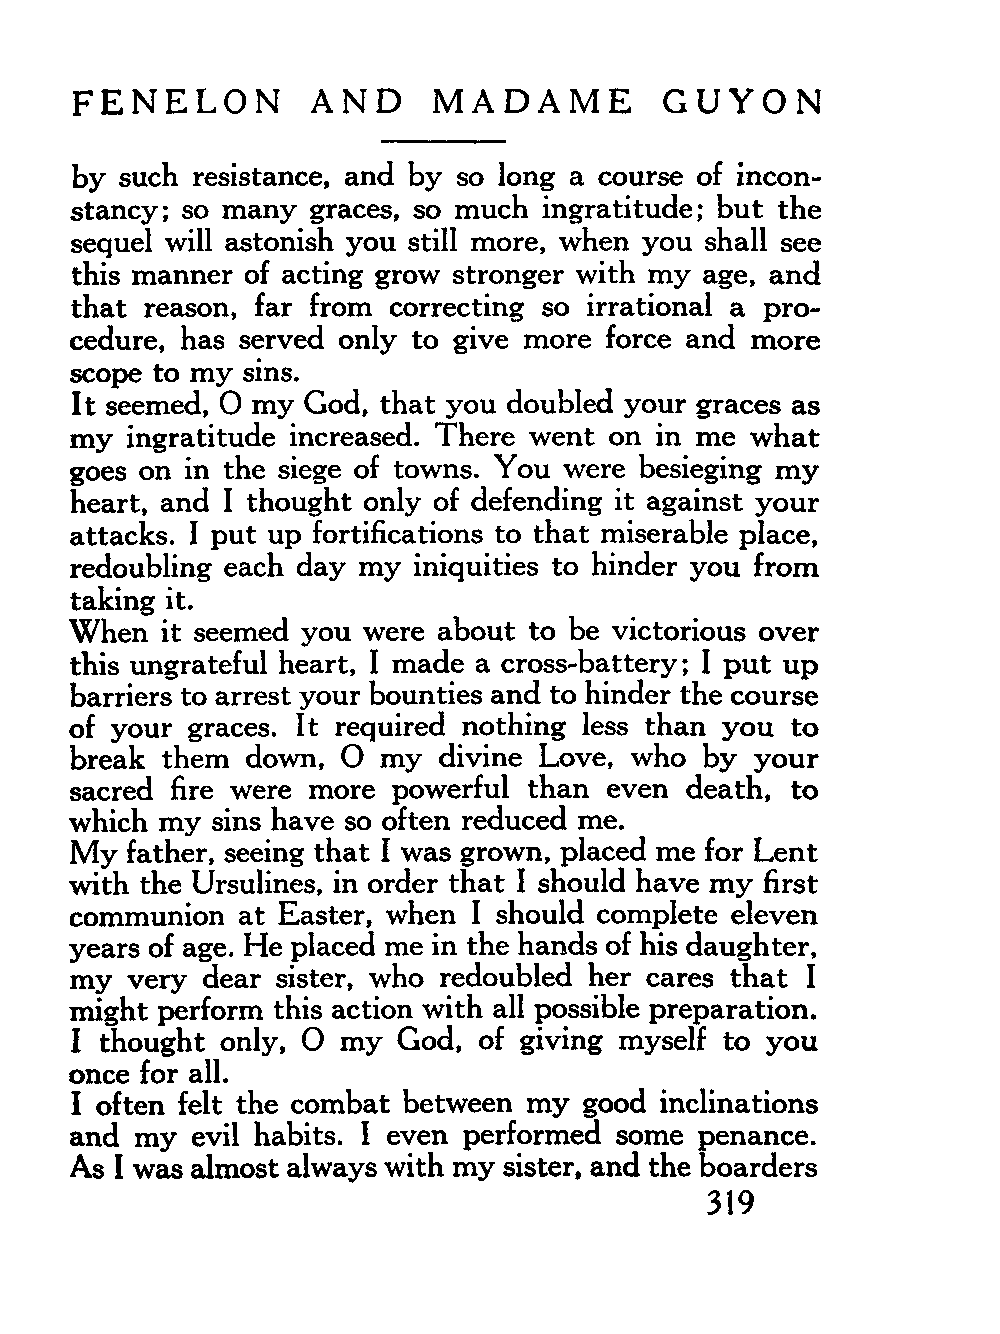 FENELON AND MADAME GUYON
by such resistance, and by so long a course of incon-
stancy; so many graces, so much ingratitude; but the
sequel will astonish you still more, when you shall see
this manner of acting grow stronger with my age, and
that reason, far from correcting so irrational a pro-
cedure, has served only to give more force and more
scope to my sins.
It seemed, O my God, that you doubled your graces as
my ingratitude increased. There went on in me what
goes on in the siege of towns. You were besieging my
heart, and I thought only of defending it against your
attacks. I put up fortifications to that miserable place,
redoubling each day my iniquities to hinder you from
taking it.
When it seemed you were about to be victorious over
this ungrateful heart, I made a cross-battery; I put up
barriers to arrest your bounties and to hinder the course
of your graces. It required nothing less than you to
break them down, O my divine Love, who by your
sacred fire were more powerful than even death, to
which my sins have so often reduced me.
My father, seeing that I was grown, placed me for Lent
with the Ursulines, in order that I should have my first
communion at Easter, when I should complete eleven
years of age. He placed me in the hands of his daughter,
my very dear sister, who redoubled her cares that I
might perform this action with all possible preparation.
I thought only, O my God, of giving myself to you
once for all.
I often felt the combat between my good inclinations
and my evil habits. I even performed some penance.
As I was almost always with my sister, and the boarders
319